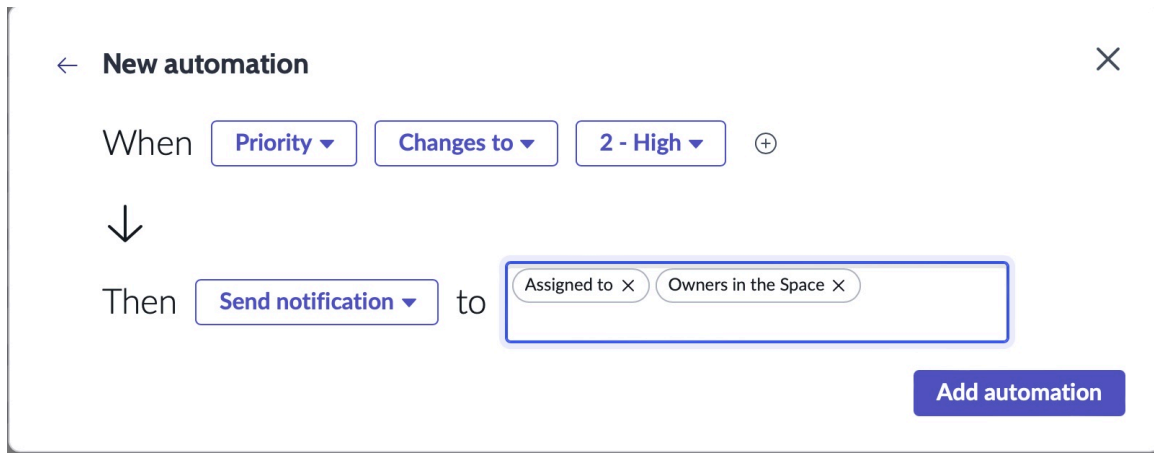 New automation
When Priority Changes to 2 - High
Then Send notification to Assigned to Owners in the Space
Add automation